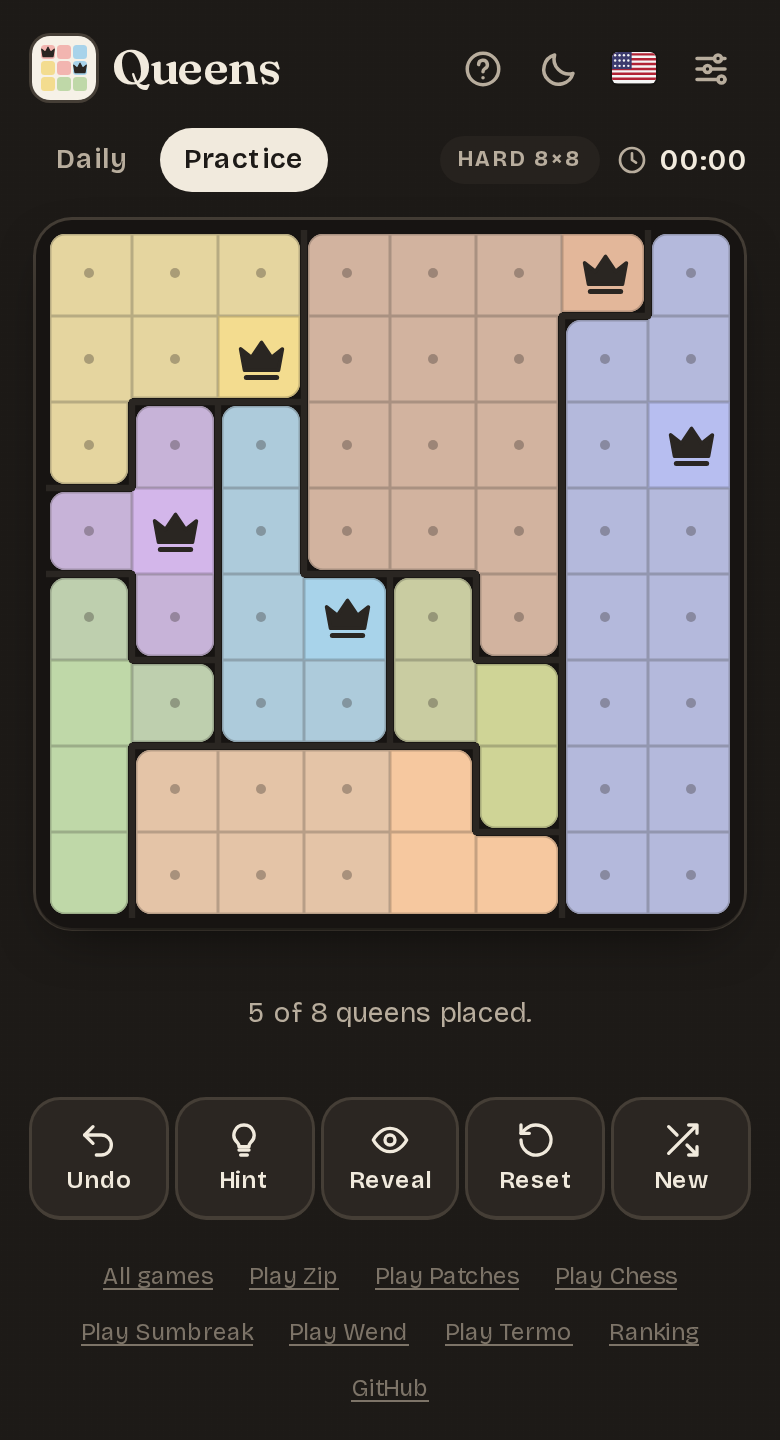 Queens
Daily Practice HARD 8×8 00:00
5 of 8 queens placed.
Undo Hint Reveal Reset New
All games Play Zip Play Patches Play Chess
Play Sumbreak Play Wend Play Termo Ranking
GitHub